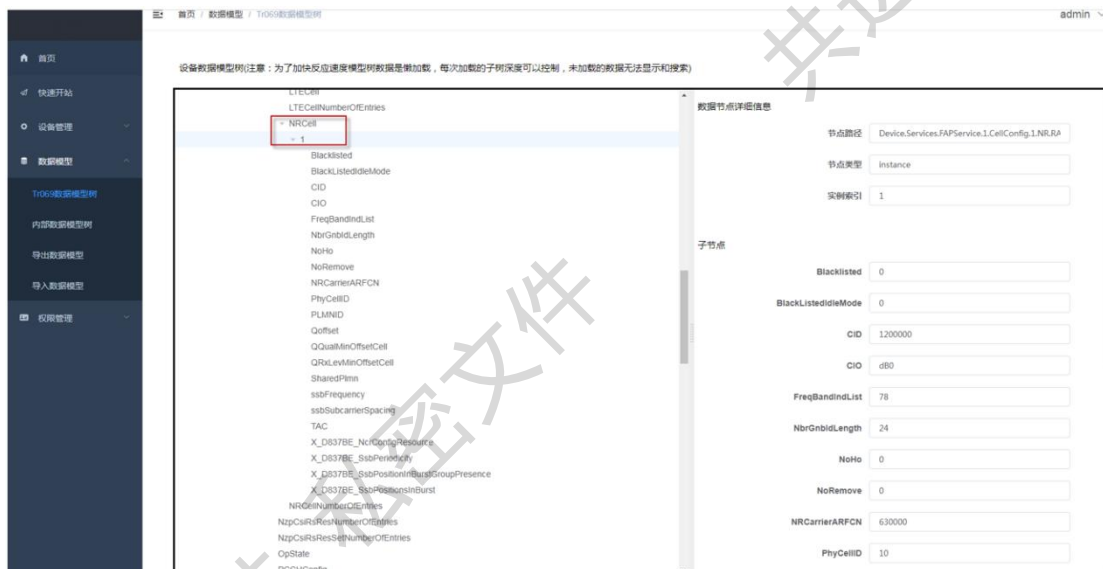 首页 / 数据模型 / Tr069数据模型树
admin
首页
快速开站
设备管理
数据模型
Tr069数据模型树
内部数据模型树
导出数据模型
导入数据模型
权限管理
设备数据模型树(注意：为了加快反应速度模型树数据是懒加载，每次加载的子树深度可以控制，未加载的数据无法显示和搜索)
LTECell
LTECellNumberOfEntries
NRCell
1
Blacklisted
BlackListedIdleMode
CID
CIO
FreqBandIndList
NbrGnbIdLength
NoHo
NoRemove
NRCarrierARFCN
PhyCellID
PLMNID
Qoffset
QQualMinOffsetCell
QRxLevMinOffsetCell
SharedPlmn
ssbFrequency
ssbSubcarrierSpacing
TAC
X_D837BE_NcrConfigResource
X_D837BE_SsbPeriodicity
X_D837BE_SsbPositionInBurstGroupPresence
X_D837BE_SsbPositionsInBurst
NRCellNumberOfEntries
NzpCsiRsResNumberOfEntries
NzpCsiRsResSetNumberOfEntries
OpState
数据节点详细信息
节点路径 Device.Services.FAPService.1.CellConfig.1.NR.RA
节点类型 instance
实例索引 1
子节点
Blacklisted 0
BlackListedIdleMode 0
CID 1200000
CIO dB0
FreqBandIndList 78
NbrGnbIdLength 24
NoHo 0
NoRemove 0
NRCarrierARFCN 630000
PhyCellID 10
私密文件